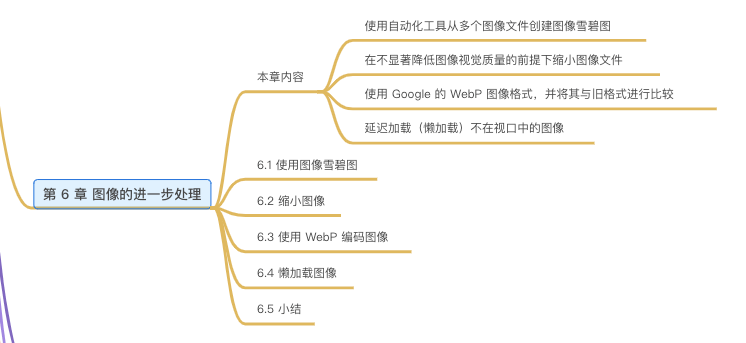 使用自动化工具从多个图像文件创建图像雪碧图
在不显著降低图像视觉质量的前提下缩小图像文件
本章内容
使用 Google 的 WebP 图像格式，并将其与旧格式进行比较
延迟加载（懒加载）不在视口中的图像
6.1 使用图像雪碧图
第 6 章 图像的进一步处理
6.2 缩小图像
6.3 使用 WebP 编码图像
6.4 懒加载图像
6.5 小结